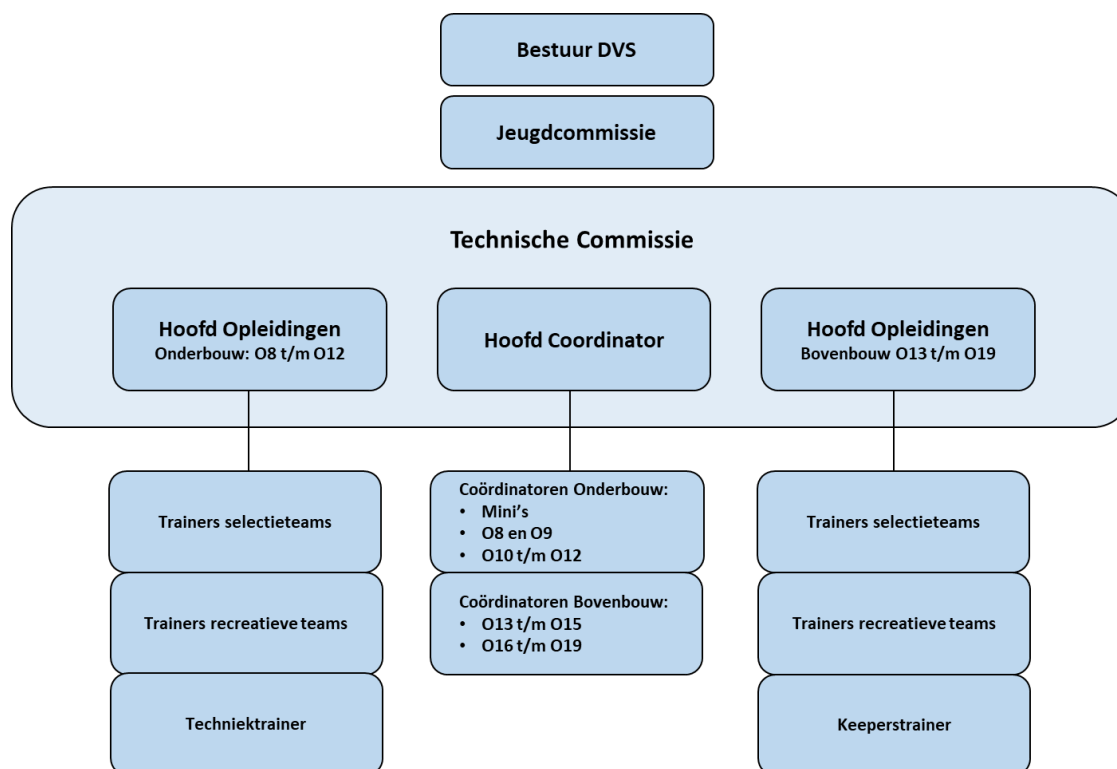 Bestuur DVS
Jeugdcommissie
Technische Commissie
Hoofd Opleidingen
Onderbouw: O8 t/m O12
Hoofd Coordinator
Hoofd Opleidingen
Bovenbouw O13 t/m O19
Trainers selectieteams
Trainers recreatieve teams
Techniektrainer
Coördinatoren Onderbouw:
• Mini’s
• O8 en O9
• O10 t/m O12
Coördinatoren Bovenbouw:
• O13 t/m O15
• O16 t/m O19
Trainers selectieteams
Trainers recreatieve teams
Keeperstrainer